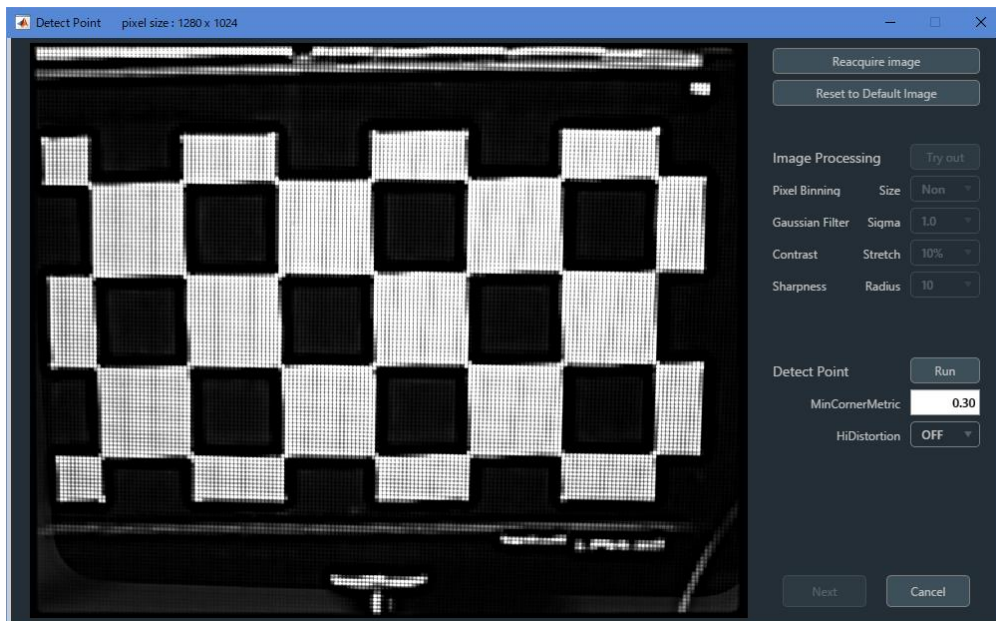 Detect Point pixel size : 1280 x 1024
Reacquire image
Reset to Default Image
Image Processing Try out
Pixel Binning Size Non
Gaussian Filter Sigma 1.0
Contrast Stretch 10%
Sharpness Radius 10
Detect Point Run
MinCornerMetric 0.30
HiDistortion OFF
Next Cancel